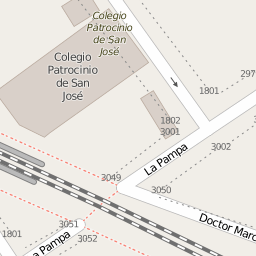 Colegio
Patrocinio
de San
José
Colegio
Patrocinio
de San
José
297
1801
1802
3001
3002
La Pampa
3049
3050
Doctor Marc
3051
3052
1801
La Pampa